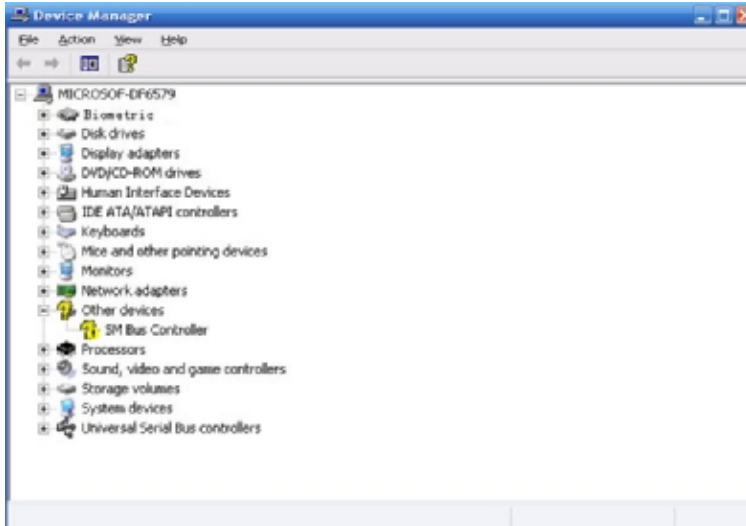 Device Manager
File Action View Help
MICROSOF-DF6579
Biometric
Disk drives
Display adapters
DVD/CD-ROM drives
Human Interface Devices
IDE ATA/ATAPI controllers
Keyboards
Mice and other pointing devices
Monitors
Network adapters
Other devices
SM Bus Controller
Processors
Sound, video and game controllers
Storage volumes
System devices
Universal Serial Bus controllers